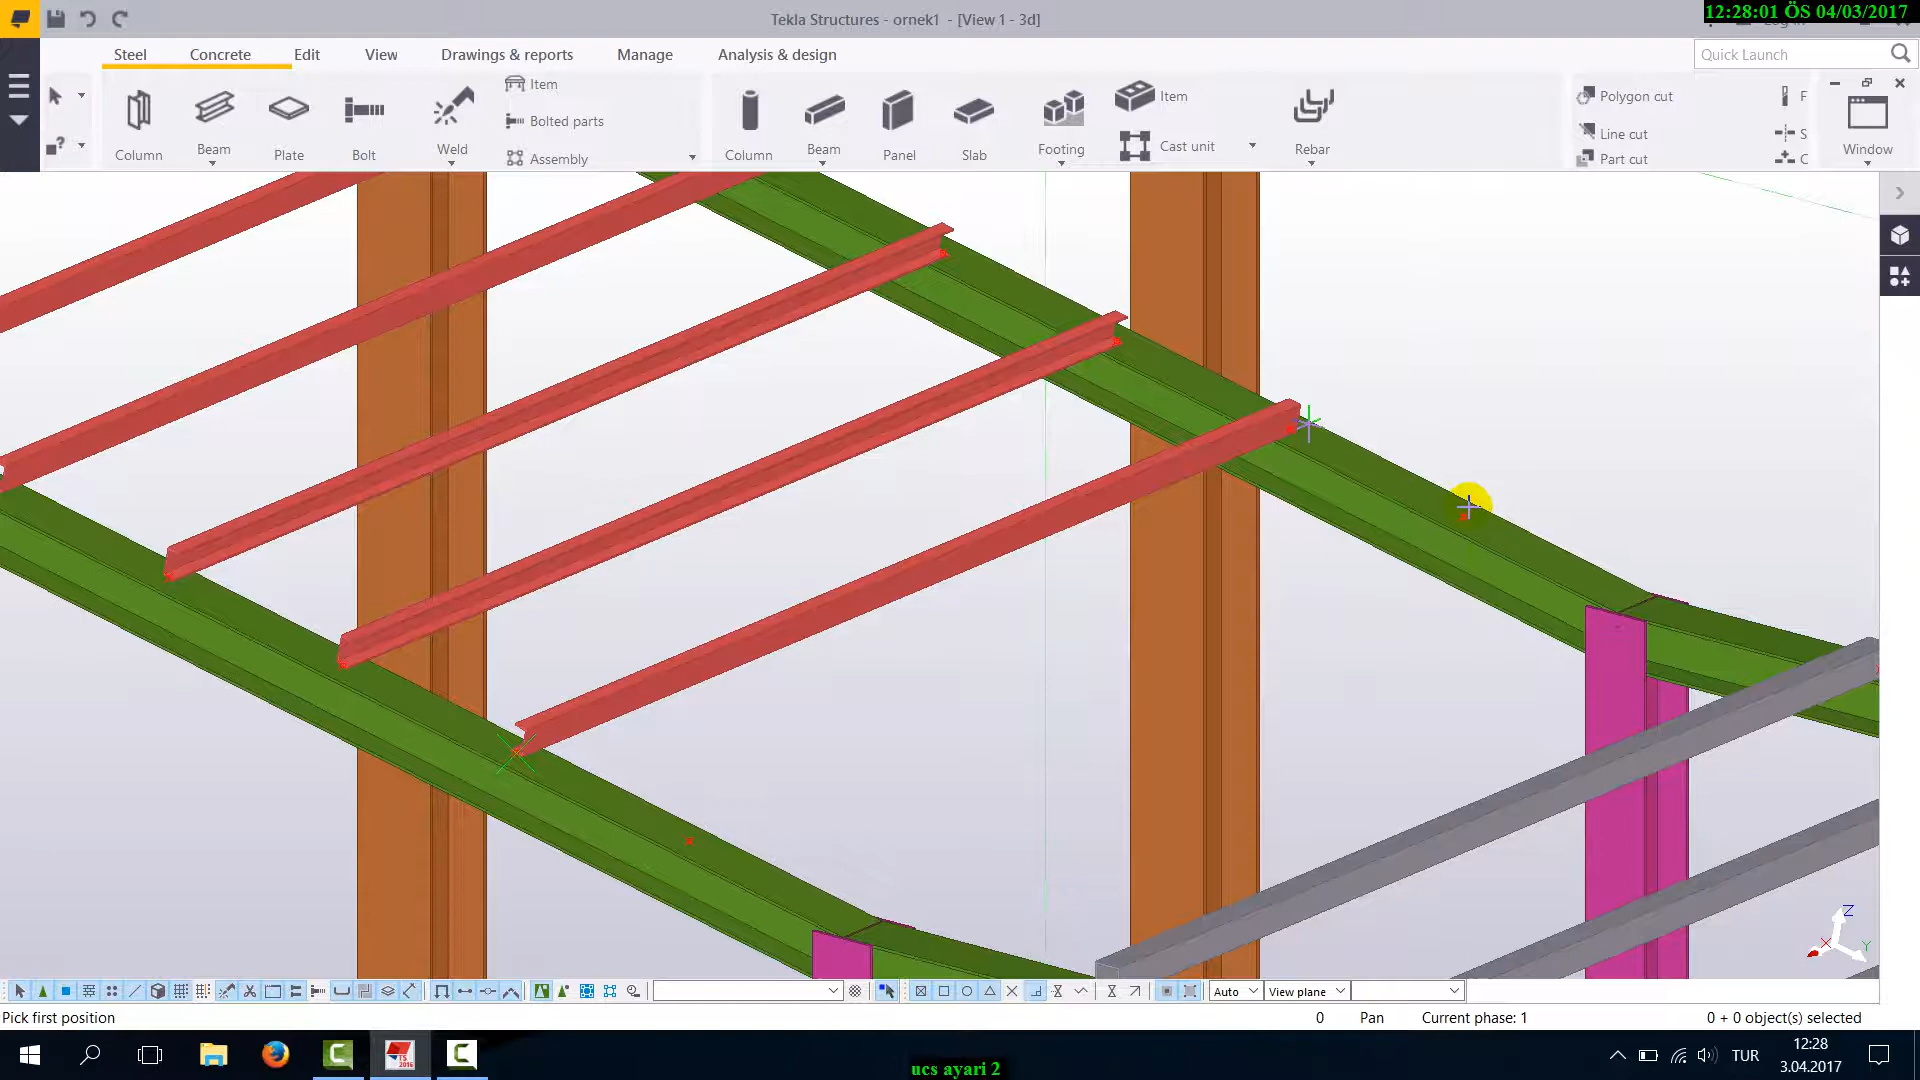 Tekla Structures - ornek1 - [View 1 - 3d]
12:28:01 ÖS 04/03/2017
Steel
Concrete
Edit
View
Drawings & reports
Manage
Analysis & design
Quick Launch
Column
Beam
Plate
Bolt
Weld
Item
Bolted parts
Assembly
Column
Beam
Panel
Slab
Footing
Item
Cast unit
Rebar
Polygon cut
Line cut
Part cut
F
S
C
Window
Z
X
Y
Auto
View plane
Pick first position
0
Pan
Current phase: 1
0 + 0 object(s) selected
TS
2016
TUR
12:28
3.04.2017
ucs ayari 2